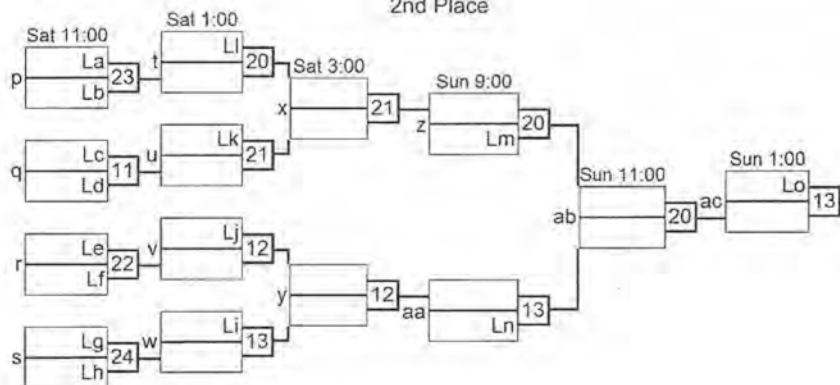 2nd Place
Sat 11:00
Sat 1:00
Sat 3:00
Sun 9:00
Sun 11:00
Sun 1:00
p
La
Lb
23
t
Ll
20
q
Lc
Ld
11
u
Lk
21
x
21
z
Lm
20
r
Le
Lf
22
v
Lj
12
s
Lg
Lh
24
w
Li
13
y
12
aa
Ln
13
ab
20
ac
Lo
13